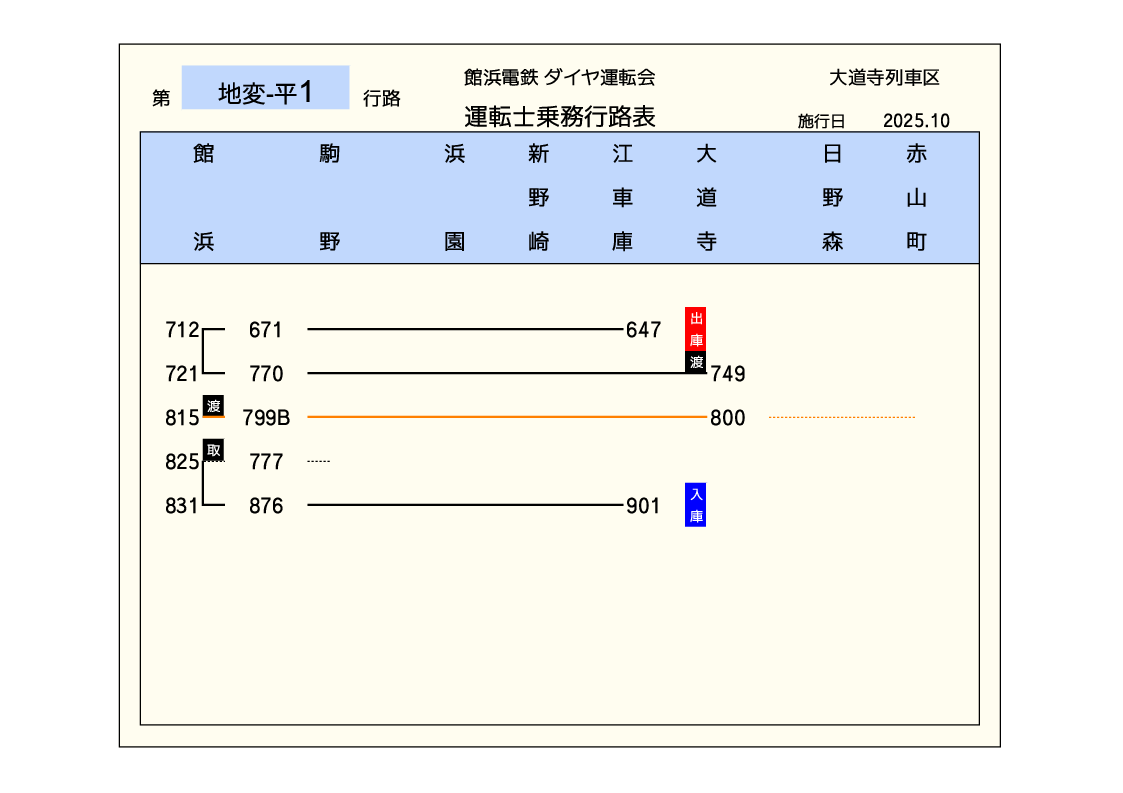 館浜電鉄 ダイヤ運転会
大道寺列車区
第 地変-平1 行路
運転士乗務行路表
施行日 2025.10
館浜 駒野 浜園 新野崎 江車庫 大道寺 日野森 赤山町
712 671 647 出庫
721 770 渡 749
815 渡 799B 800
825 取 777
831 876 901 入庫